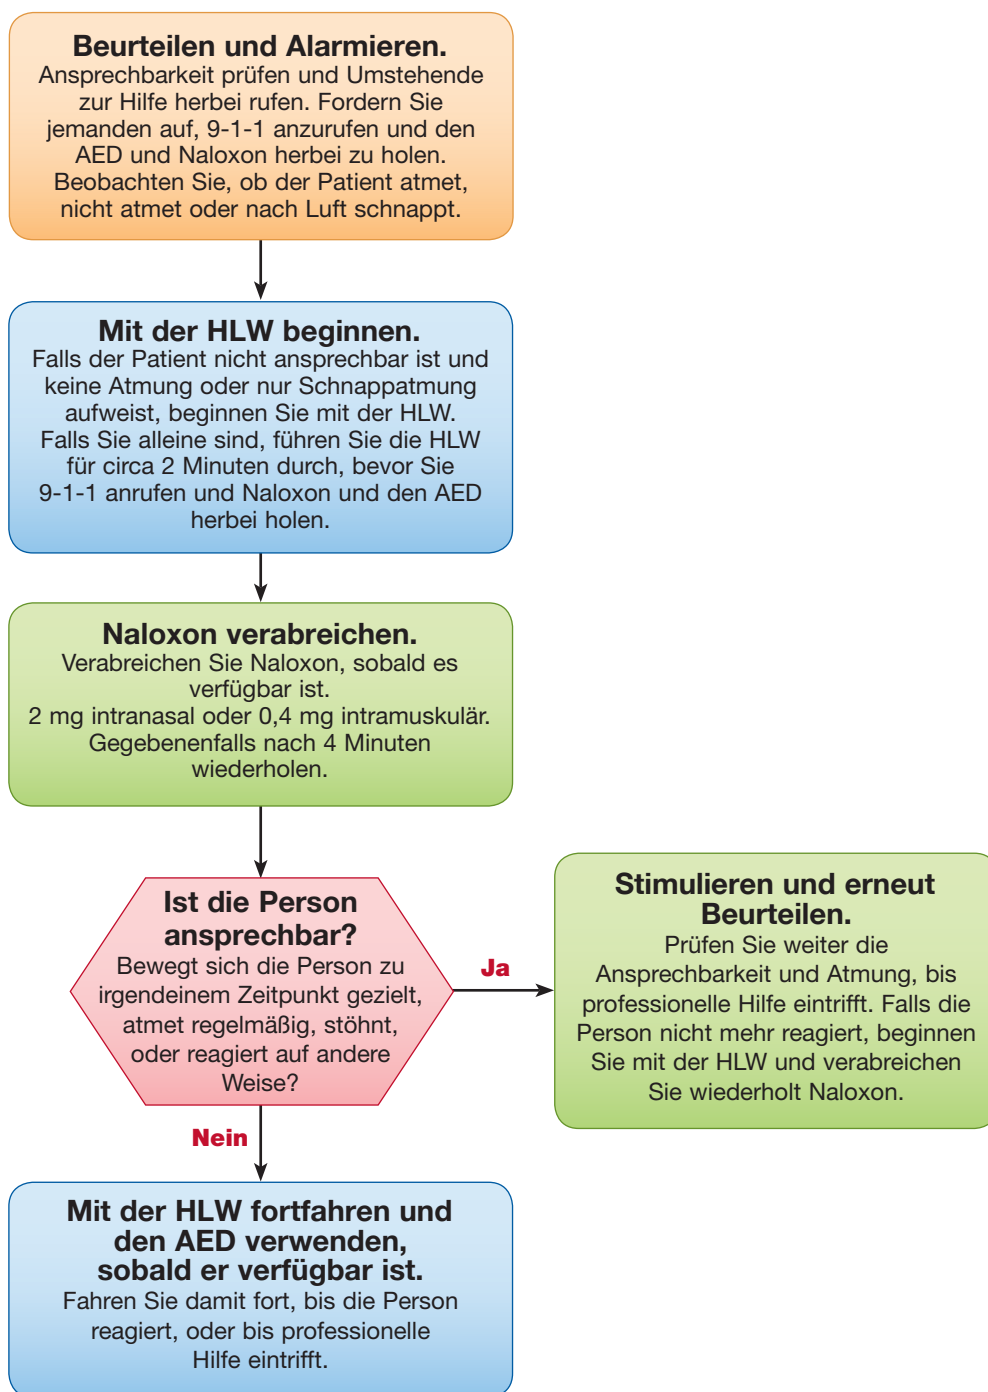 Beurteilen und Alarmieren.
Ansprechbarkeit prüfen und Umstehende
zur Hilfe herbei rufen. Fordern Sie
jemanden auf, 9-1-1 anzurufen und den
AED und Naloxon herbei zu holen.
Beobachten Sie, ob der Patient atmet,
nicht atmet oder nach Luft schnappt.
Mit der HLW beginnen.
Falls der Patient nicht ansprechbar ist und
keine Atmung oder nur Schnappatmung
aufweist, beginnen Sie mit der HLW.
Falls Sie alleine sind, führen Sie die HLW
für circa 2 Minuten durch, bevor Sie
9-1-1 anrufen und Naloxon und den AED
herbei holen.
Naloxon verabreichen.
Verabreichen Sie Naloxon, sobald es
verfügbar ist.
2 mg intranasal oder 0,4 mg intramuskulär.
Gegebenenfalls nach 4 Minuten
wiederholen.
Ist die Person
ansprechbar?
Bewegt sich die Person zu
irgendeinem Zeitpunkt gezielt,
atmet regelmäßig, stöhnt,
oder reagiert auf andere
Weise?
Ja
Stimulieren und erneut
Beurteilen.
Prüfen Sie weiter die
Ansprechbarkeit und Atmung, bis
professionelle Hilfe eintrifft. Falls die
Person nicht mehr reagiert, beginnen
Sie mit der HLW und verabreichen
Sie wiederholt Naloxon.
Nein
Mit der HLW fortfahren und
den AED verwenden,
sobald er verfügbar ist.
Fahren Sie damit fort, bis die Person
reagiert, oder bis professionelle
Hilfe eintrifft.